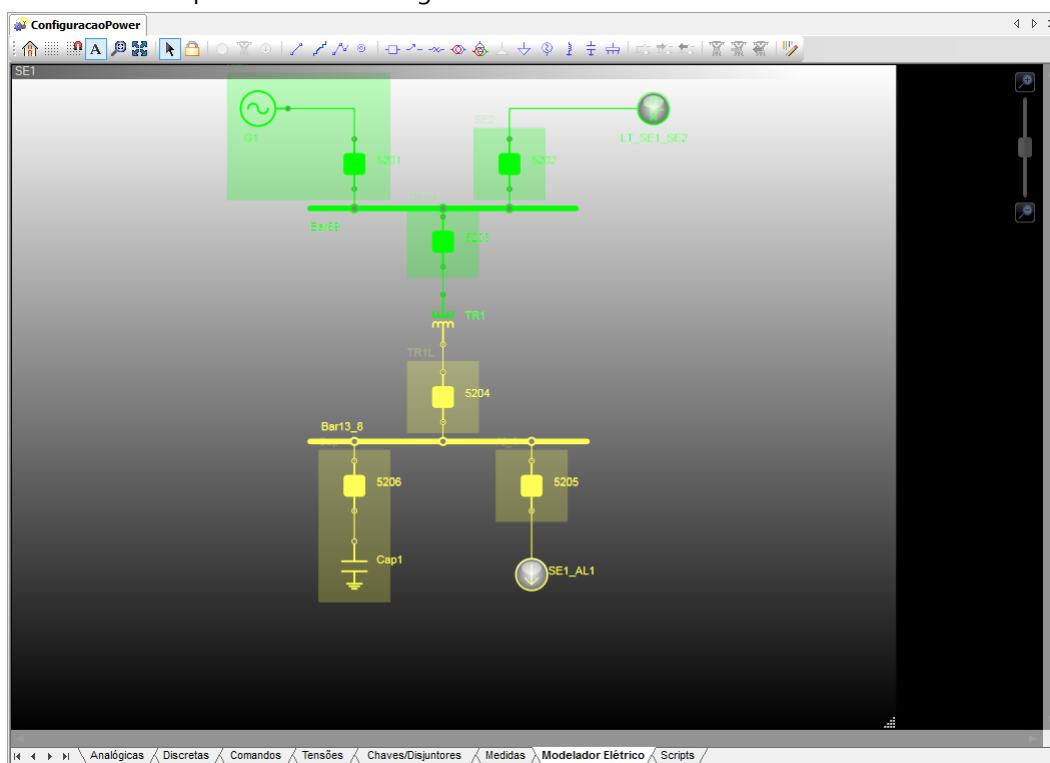 ConfiguracaoPower
A
SE1
G1
5201
SE2
5202
LT_SE1_SE2
5203
TR1
TR1L
5204
Bar13_8
5206
5205
Cap1
SE1_AL1
Analógicas
Discretas
Comandos
Tensões
Chaves/Disjuntores
Medidas
Modelador Elétrico
Scripts